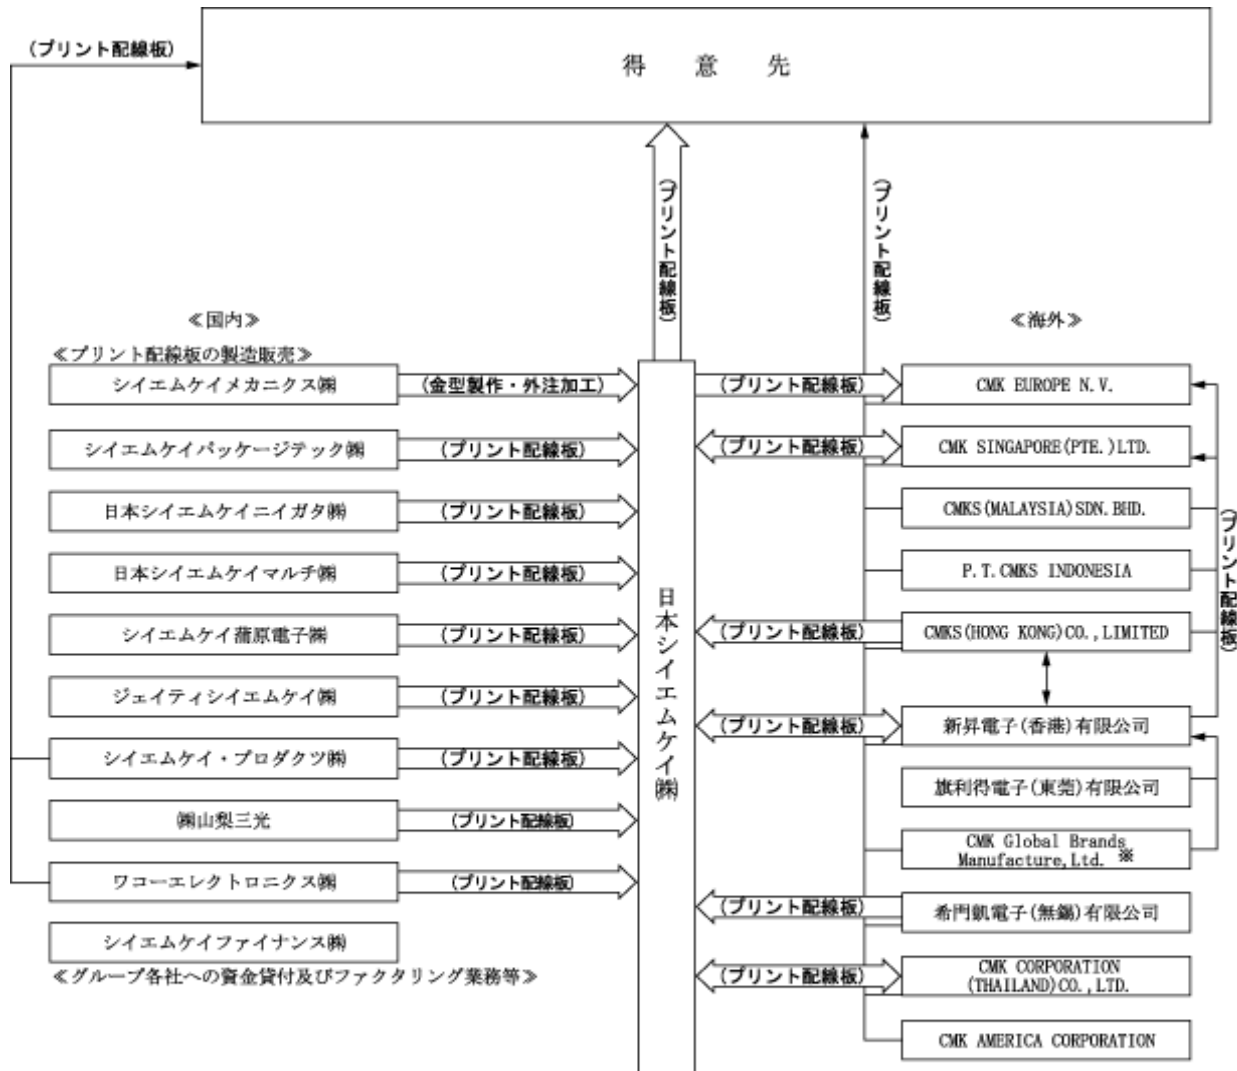 (プリント配線板)
得意先
(プリント配線板)
(プリント配線板)
≪国内≫
≪海外≫
≪プリント配線板の製造販売≫
シイエムケイメカニクス㈱
(金型製作・外注加工)
(プリント配線板)
CMK EUROPE N.V.
シイエムケイパッケージテック㈱
(プリント配線板)
(プリント配線板)
CMK SINGAPORE(PTE.)LTD.
日本シイエムケイニイガタ㈱
(プリント配線板)
CMKS(MALAYSIA)SDN.BHD.
(プリント配線板)
日本シイエムケイマルチ㈱
(プリント配線板)
P.T.CMKS INDONESIA
日本シイエムケイ㈱
シイエムケイ蒲原電子㈱
(プリント配線板)
(プリント配線板)
CMKS(HONG KONG)CO.,LIMITED
ジェイティシイエムケイ㈱
(プリント配線板)
(プリント配線板)
新昇電子(香港)有限公司
シイエムケイ・プロダクツ㈱
(プリント配線板)
旗利得電子(東莞)有限公司
㈱山梨三光
(プリント配線板)
CMK Global Brands
Manufacture,Ltd. ※
ワコーエレクトロニクス㈱
(プリント配線板)
(プリント配線板)
希門凱電子(無錫)有限公司
シイエムケイファイナンス㈱
≪グループ各社への資金貸付及びファクタリング業務等≫
(プリント配線板)
CMK CORPORATION
(THAILAND)CO.,LTD.
CMK AMERICA CORPORATION